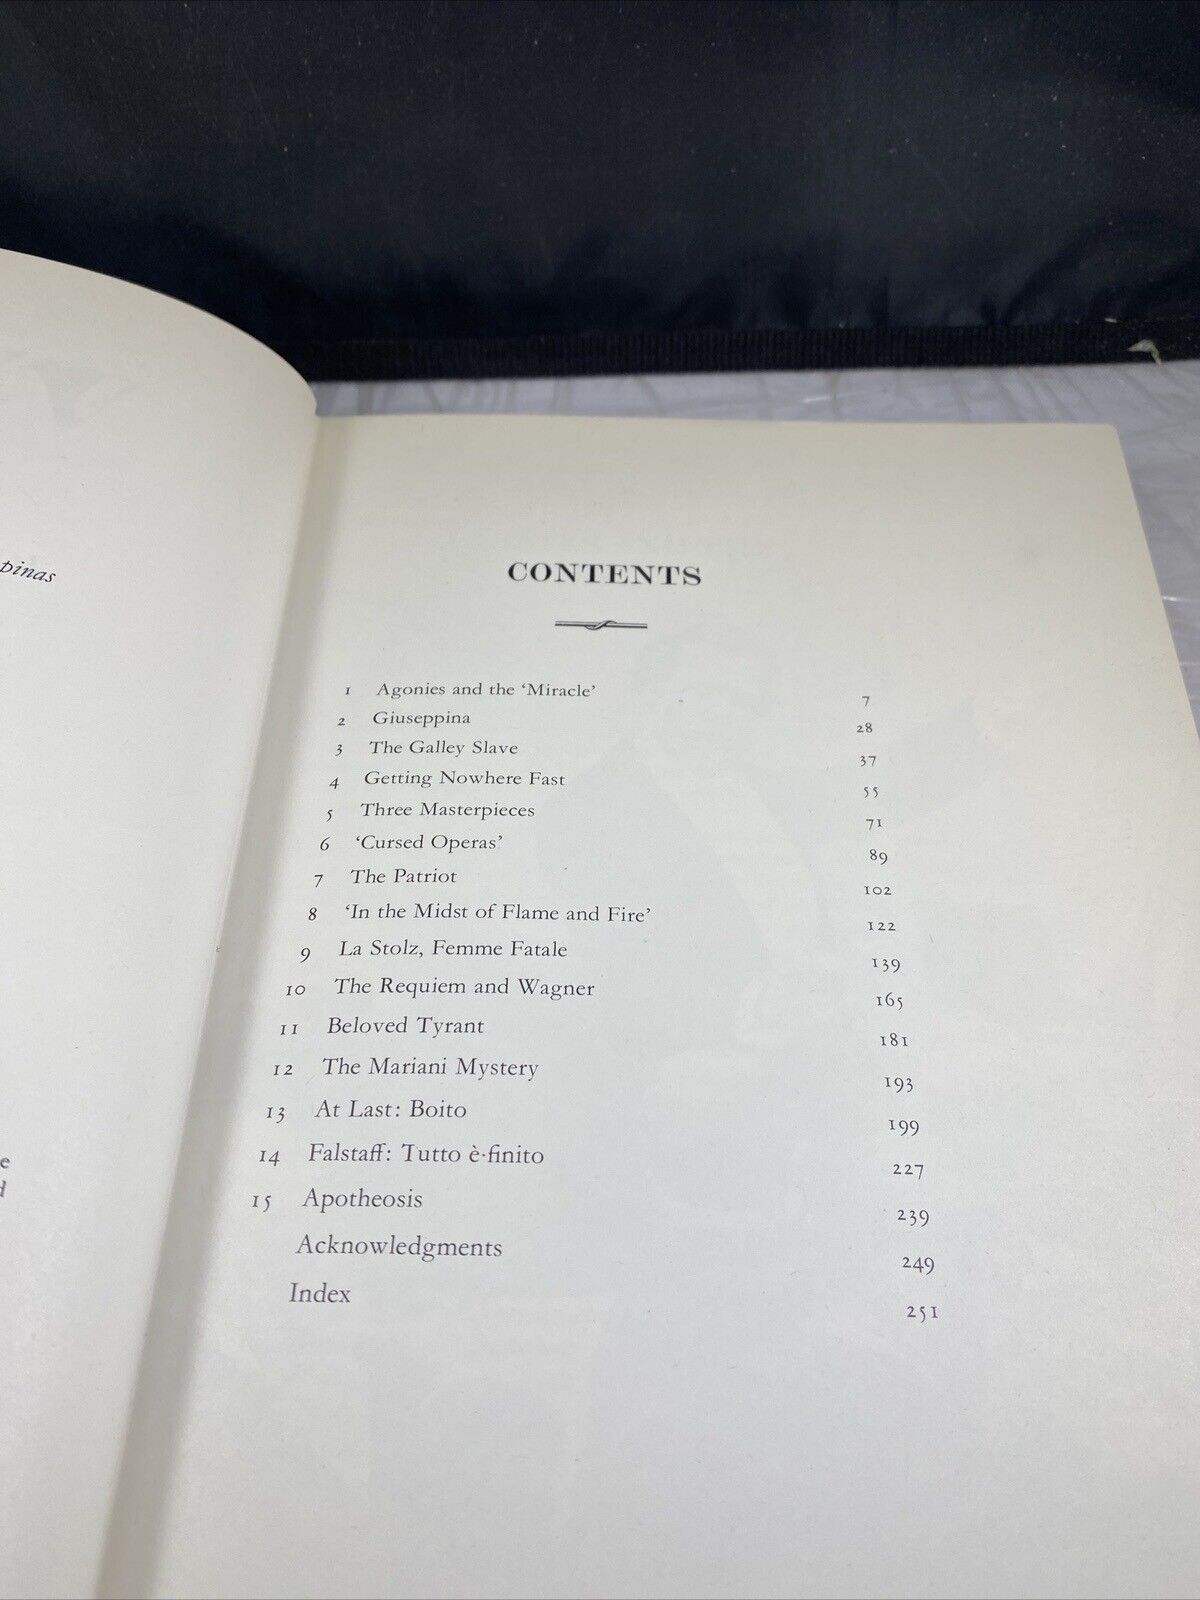 pinas
e
d
CONTENTS
1 Agonies and the ‘Miracle’ 7
2 Giuseppina 28
3 The Galley Slave 37
4 Getting Nowhere Fast 55
5 Three Masterpieces 71
6 ‘Cursed Operas’ 89
7 The Patriot 102
8 ‘In the Midst of Flame and Fire’ 122
9 La Stolz, Femme Fatale 139
10 The Requiem and Wagner 165
11 Beloved Tyrant 181
12 The Mariani Mystery 193
13 At Last: Boito 199
14 Falstaff: Tutto è·finito 227
15 Apotheosis 239
Acknowledgments 249
Index 251